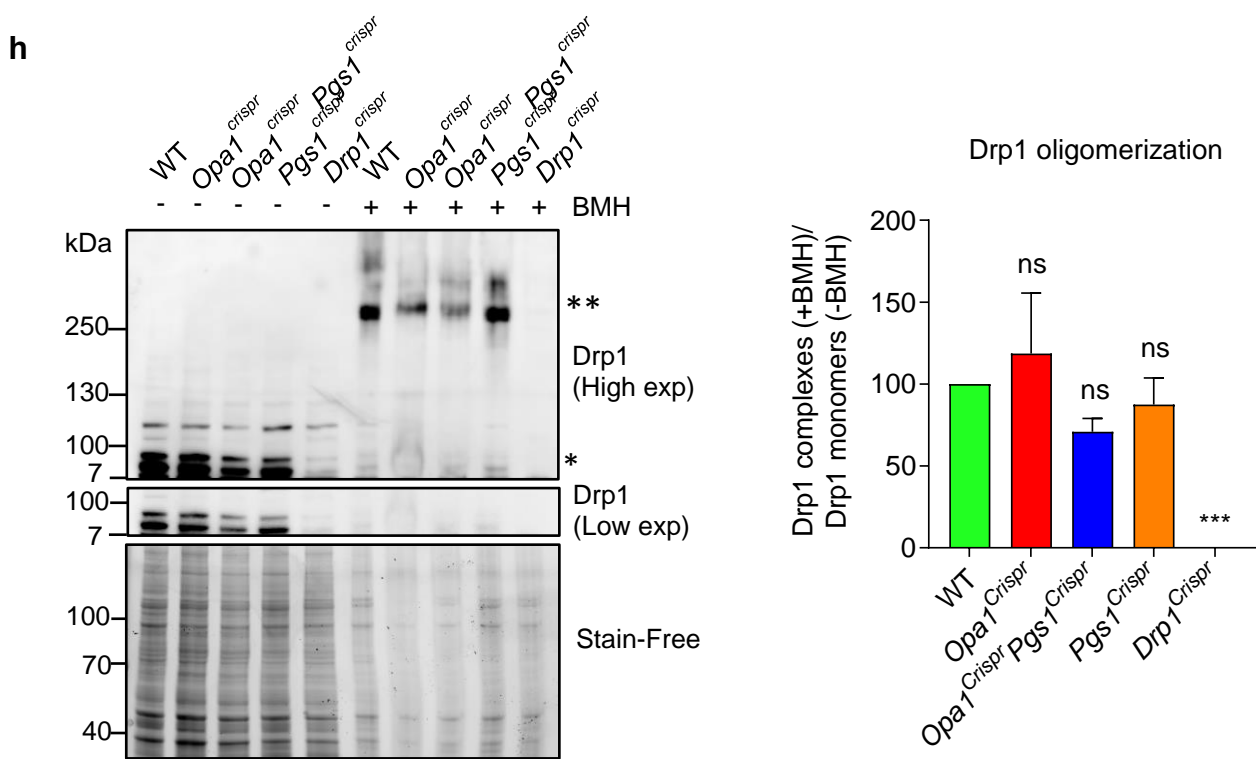 h
WT Opa1crispr Opa1crispr Pgs1crispr Pgs1crispr Drp1crispr WT Opa1crispr Opa1crispr Pgs1crispr Pgs1crispr Drp1crispr
- - - - - + + + + + BMH
kDa
250
130
100
7
**
Drp1
(High exp)
*
100
7
Drp1
(Low exp)
100
70
40
Stain-Free
Drp1 oligomerization
Drp1 complexes (+BMH)/
Drp1 monomers (-BMH)
200
150
100
50
0
ns
ns
ns
***
WT
Opa1Crispr
Opa1CrisprPgs1Crispr
Pgs1Crispr
Drp1Crispr